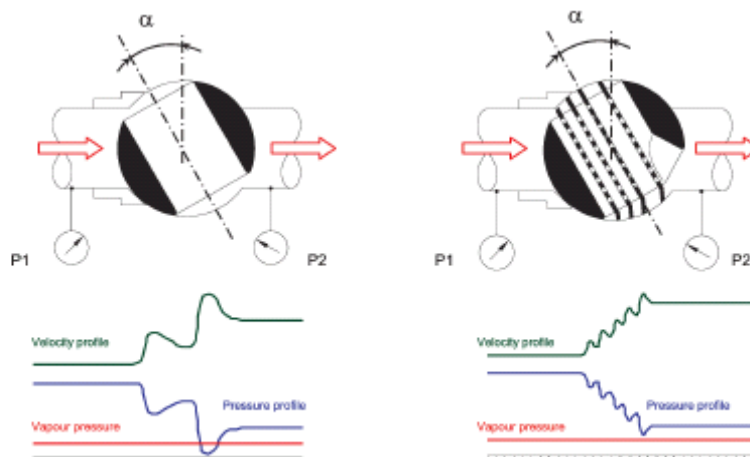 α
α
P1
P2
P1
P2
Velocity profile
Velocity profile
Pressure profile
Pressure profile
Vapour pressure
Vapour pressure